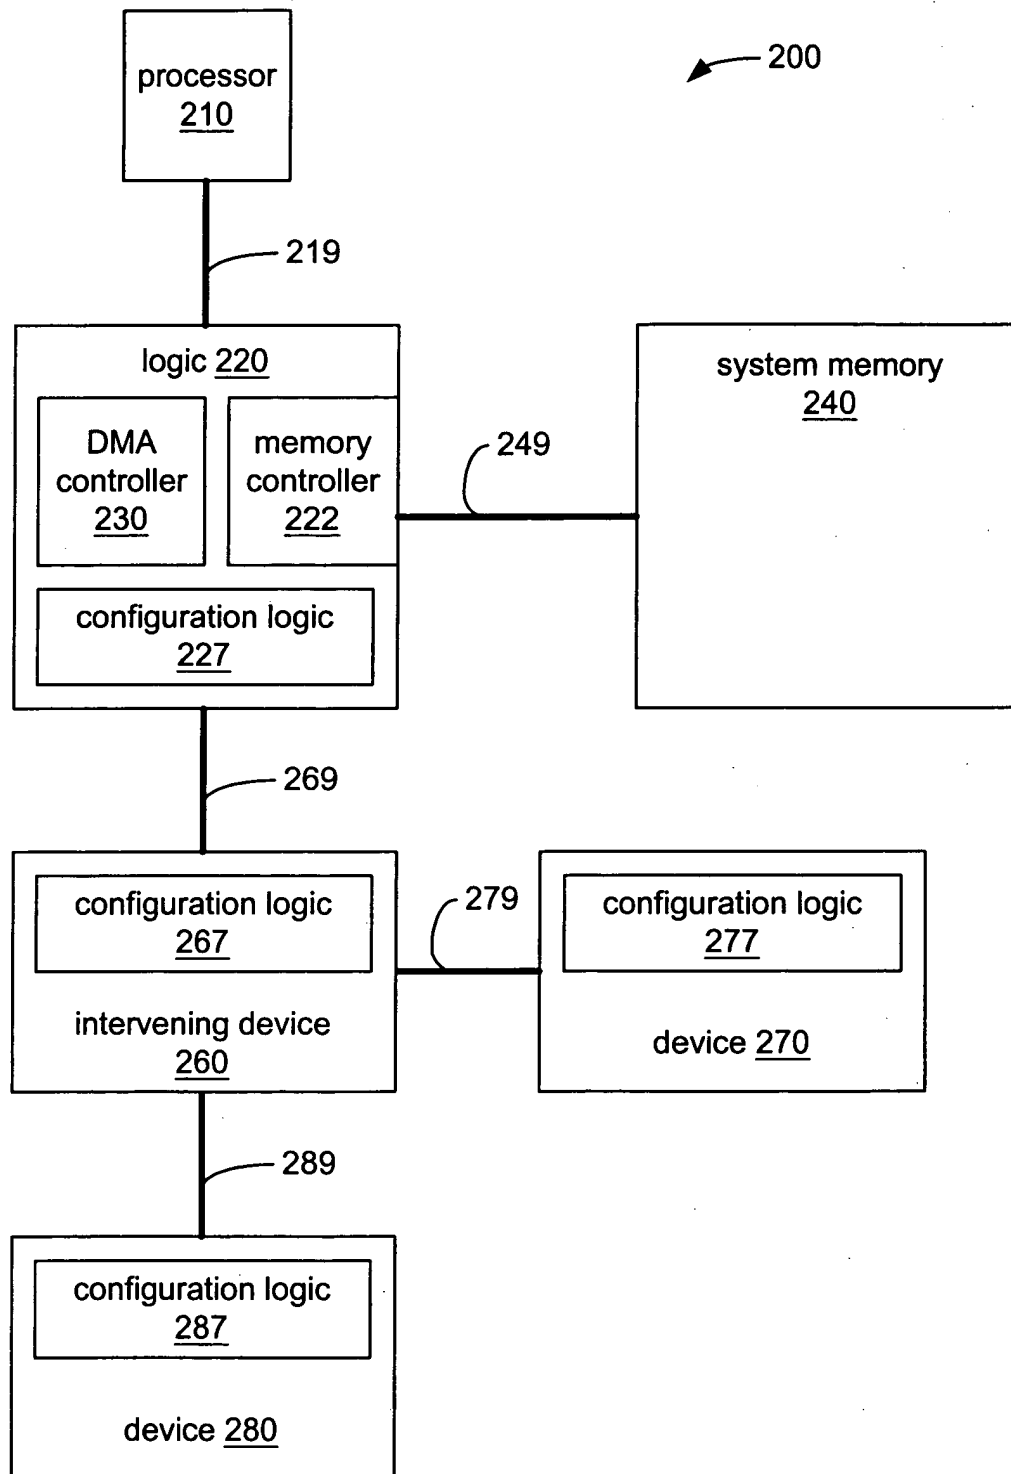 200
processor
210
219
logic 220
DMA
controller
230
memory
controller
222
configuration logic
227
249
system memory
240
269
configuration logic
267
intervening device
260
279
configuration logic
277
device 270
289
configuration logic
287
device 280